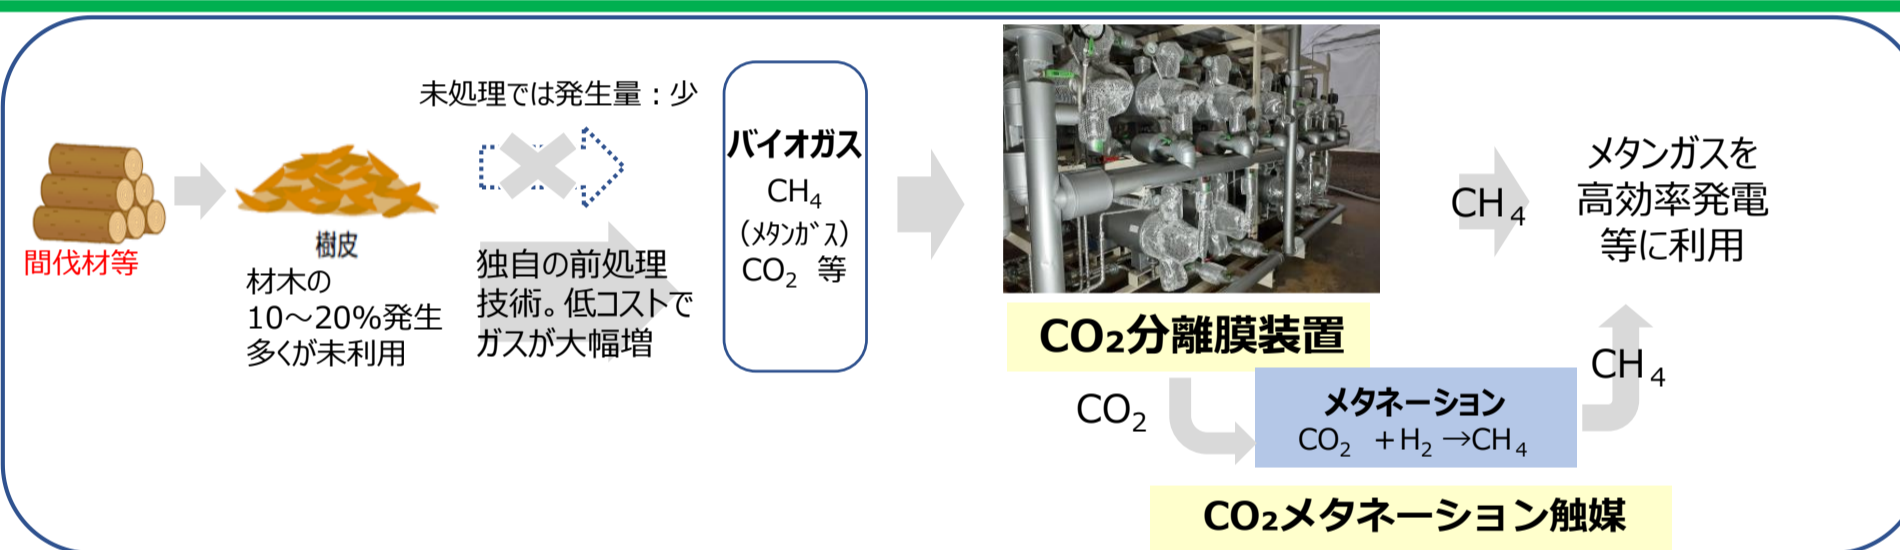 間伐材等
樹皮
材木の
10～20%発生
多くが未利用
未処理では発生量：少
独自の前処理
技術。低コストで
ガスが大幅増
バイオガス
CH₄
（ﾒﾀﾝｶﾞｽ）
CO₂ 等
CO₂分離膜装置
CO₂
メタネーション
CO₂ ＋H₂ →CH₄
CO₂メタネーション触媒
CH₄
CH₄
メタンガスを
高効率発電
等に利用